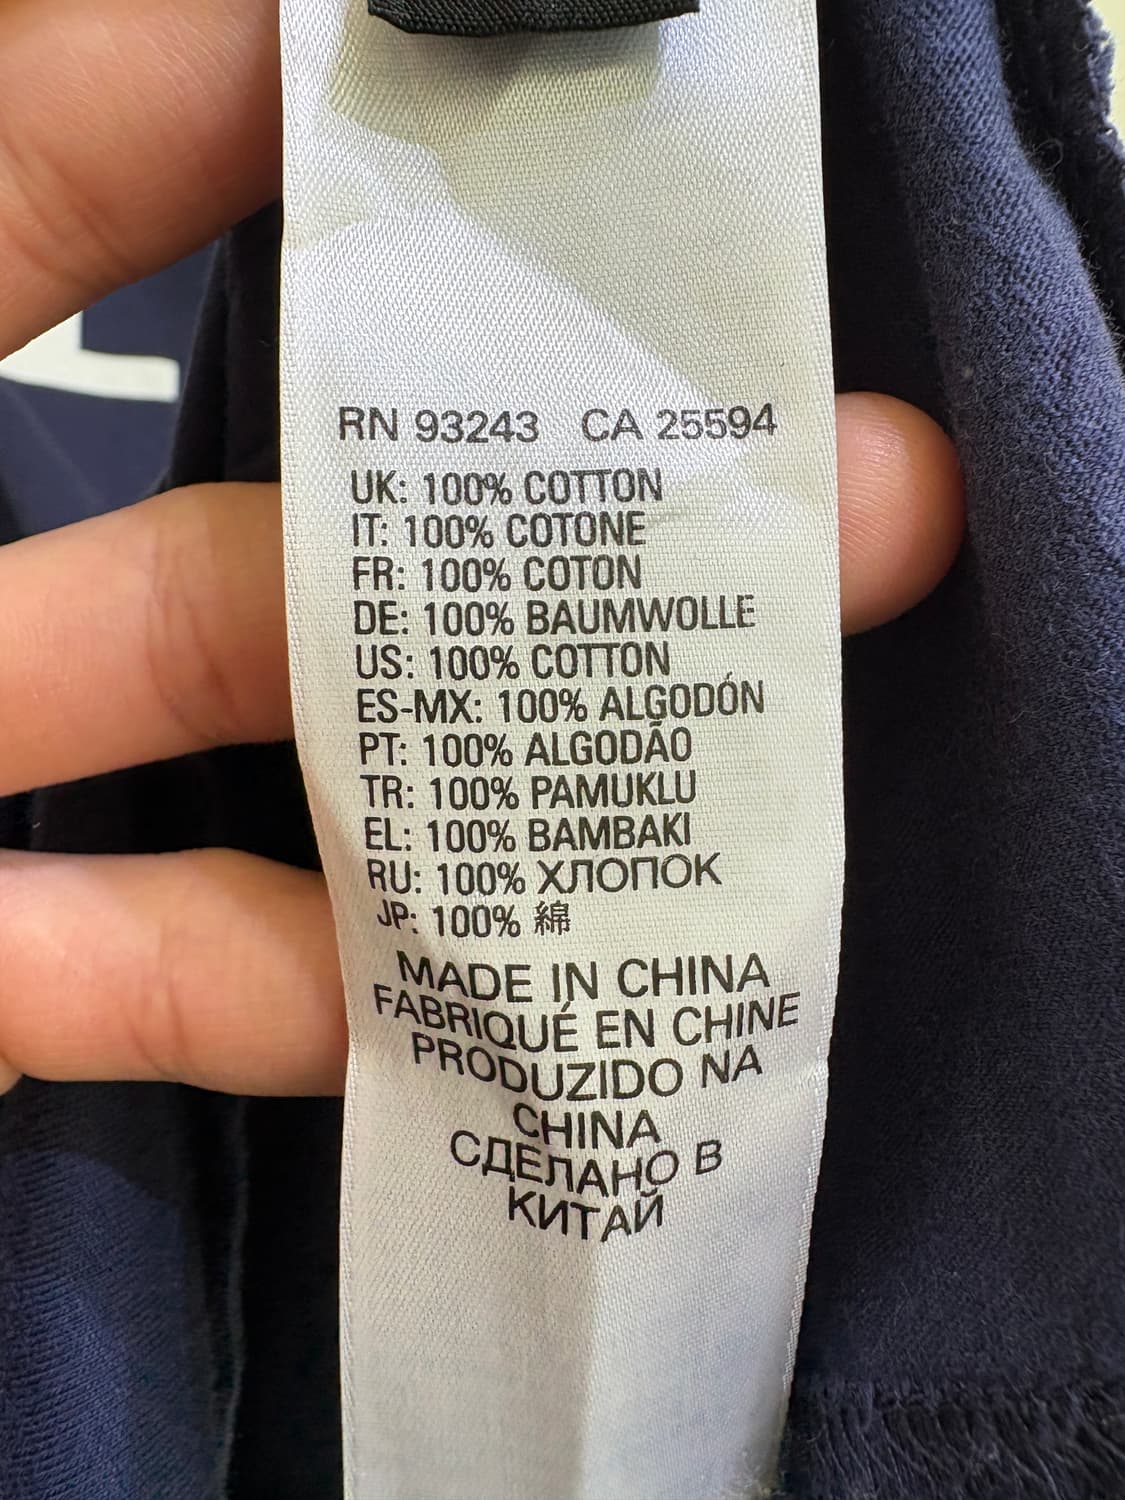 RN 93243 CA 25594
UK: 100% COTTON
IT: 100% COTONE
FR: 100% COTON
DE: 100% BAUMWOLLE
US: 100% COTTON
ES-MX: 100% ALGODÓN
PT: 100% ALGODÃO
TR: 100% PAMUKLU
EL: 100% BAMBAKI
RU: 100% ХЛОПОК
JP: 100% 綿
MADE IN CHINA
FABRIQUÉ EN CHINE
PRODUZIDO NA
CHINA
СДЕЛАНО В
КИТАЙ